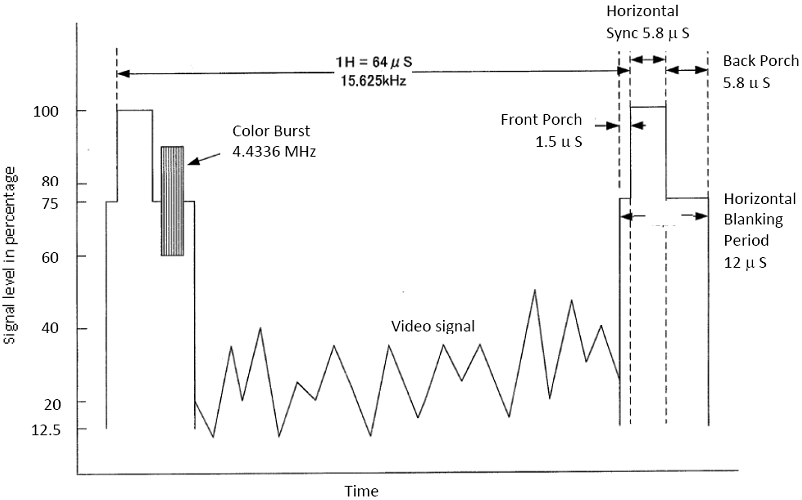 Horizontal
Sync 5.8 μ S
1H = 64 μ S
15.625kHz
Back Porch
5.8 μ S
100
Color Burst
4.4336 MHz
Front Porch
1.5 μ S
80
75
Horizontal
Blanking
Period
12 μ S
60
Signal level in percentage
40
Video signal
20
12.5
Time